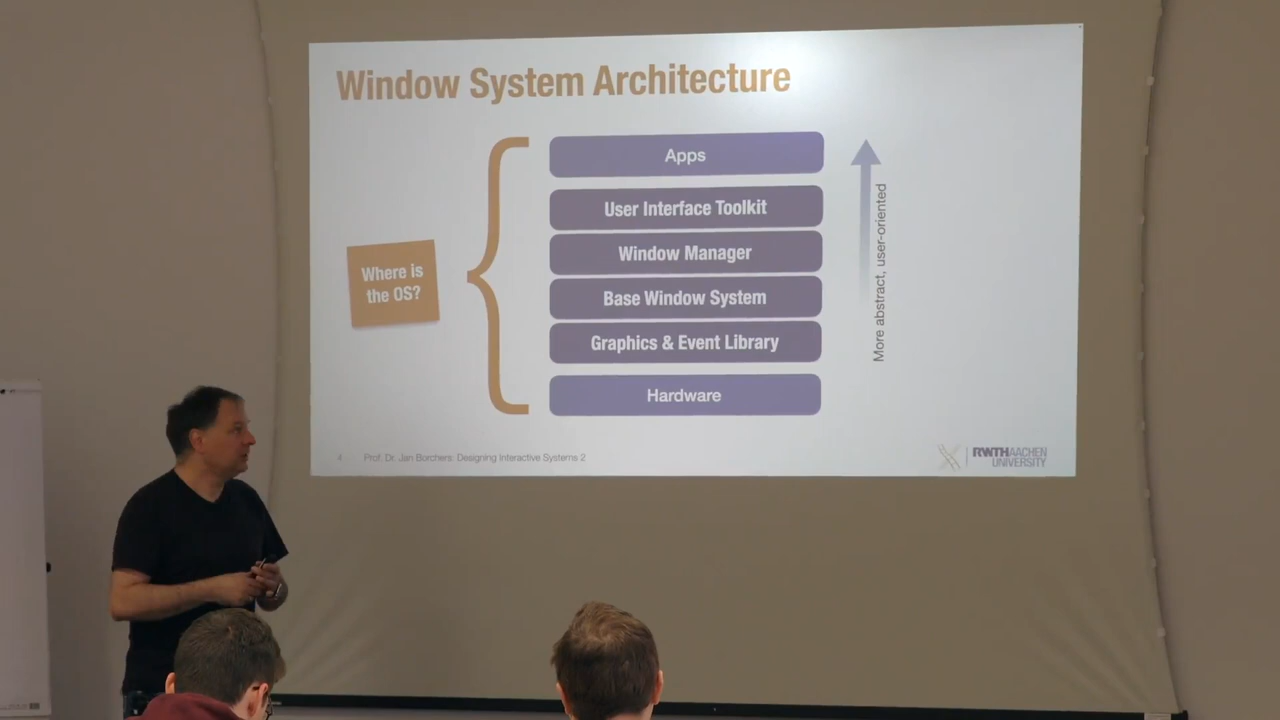 Window System Architecture
Apps
User Interface Toolkit
Window Manager
Base Window System
Graphics & Event Library
Hardware
Where is
the OS?
More abstract, user-oriented
4 Prof. Dr. Jan Borchers: Designing Interactive Systems 2
RWTHAACHEN
UNIVERSITY